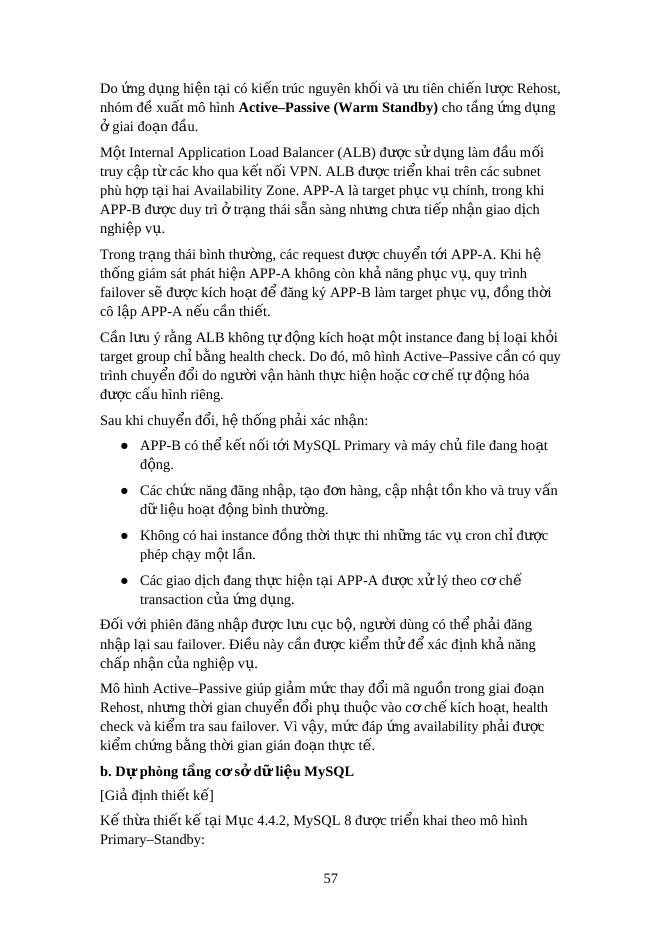 Do ứng dụng hiện tại có kiến trúc nguyên khối và ưu tiên chiến lược Rehost,
nhóm đề xuất mô hình Active–Passive (Warm Standby) cho tầng ứng dụng
ở giai đoạn đầu.
Một Internal Application Load Balancer (ALB) được sử dụng làm đầu mối
truy cập từ các kho qua kết nối VPN. ALB được triển khai trên các subnet
phù hợp tại hai Availability Zone. APP-A là target phục vụ chính, trong khi
APP-B được duy trì ở trạng thái sẵn sàng nhưng chưa tiếp nhận giao dịch
nghiệp vụ.
Trong trạng thái bình thường, các request được chuyển tới APP-A. Khi hệ
thống giám sát phát hiện APP-A không còn khả năng phục vụ, quy trình
failover sẽ được kích hoạt để đăng ký APP-B làm target phục vụ, đồng thời
cô lập APP-A nếu cần thiết.
Cần lưu ý rằng ALB không tự động kích hoạt một instance đang bị loại khỏi
target group chỉ bằng health check. Do đó, mô hình Active–Passive cần có quy
trình chuyển đổi do người vận hành thực hiện hoặc cơ chế tự động hóa
được cấu hình riêng.
Sau khi chuyển đổi, hệ thống phải xác nhận:
● APP-B có thể kết nối tới MySQL Primary và máy chủ file đang hoạt
động.
● Các chức năng đăng nhập, tạo đơn hàng, cập nhật tồn kho và truy vấn
dữ liệu hoạt động bình thường.
● Không có hai instance đồng thời thực thi những tác vụ cron chỉ được
phép chạy một lần.
● Các giao dịch đang thực hiện tại APP-A được xử lý theo cơ chế
transaction của ứng dụng.
Đối với phiên đăng nhập được lưu cục bộ, người dùng có thể phải đăng
nhập lại sau failover. Điều này cần được kiểm thử để xác định khả năng
chấp nhận của nghiệp vụ.
Mô hình Active–Passive giúp giảm mức thay đổi mã nguồn trong giai đoạn
Rehost, nhưng thời gian chuyển đổi phụ thuộc vào cơ chế kích hoạt, health
check và kiểm tra sau failover. Vì vậy, mức đáp ứng availability phải được
kiểm chứng bằng thời gian gián đoạn thực tế.
b. Dự phòng tầng cơ sở dữ liệu MySQL
[Giả định thiết kế]
Kế thừa thiết kế tại Mục 4.4.2, MySQL 8 được triển khai theo mô hình
Primary–Standby:
57